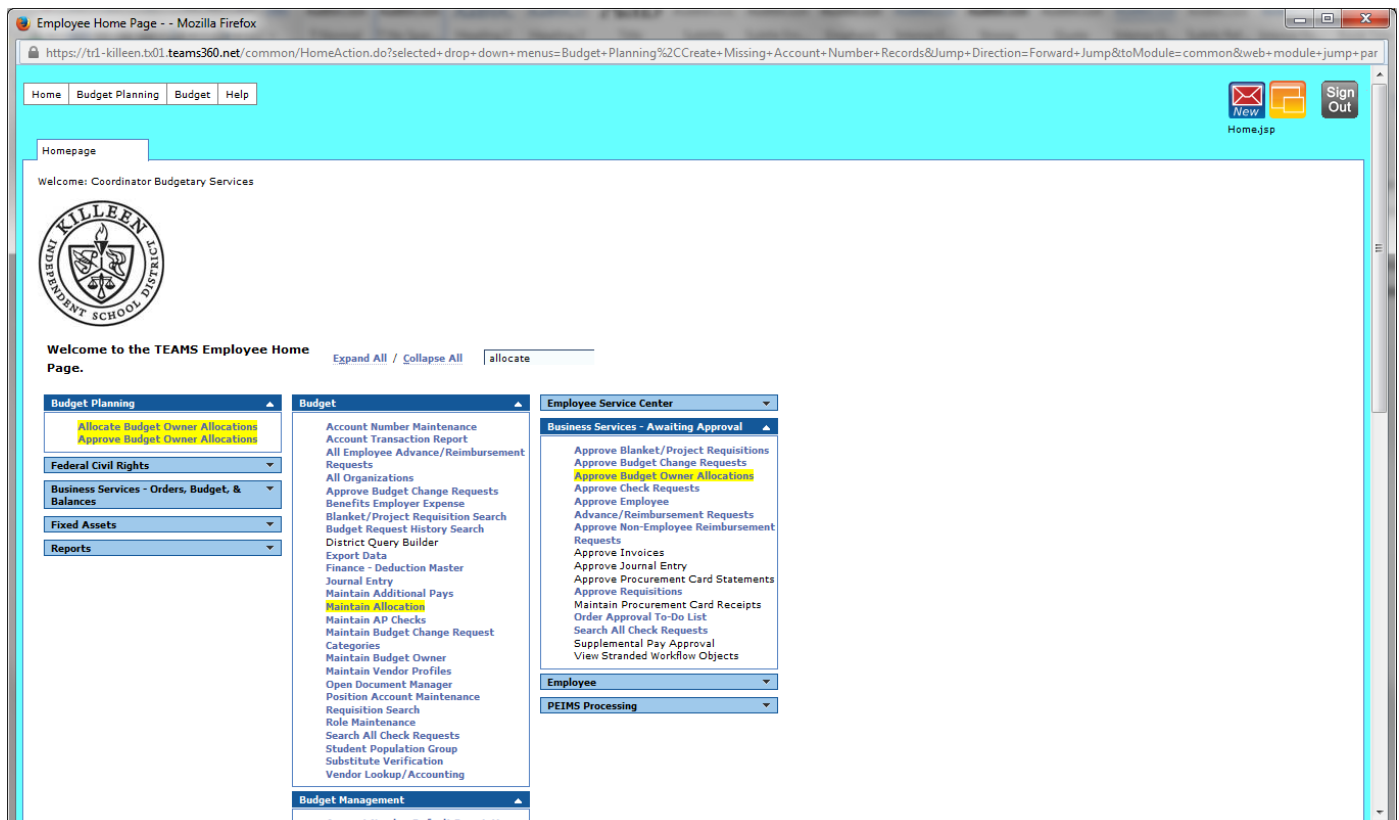 Employee Home Page - - Mozilla Firefox
https://tr1-killeen.tx01.teams360.net/common/HomeAction.do?selected+drop+down+menus=Budget+Planning%2CCreate+Missing+Account+Number+Records&Jump+Direction=Forward+Jump&toModule=common&web+module+jump+par
Home Budget Planning Budget Help
New
Sign Out
Home.jsp
Homepage
Welcome: Coordinator Budgetary Services
KILLEEN
INDEPENDENT SCHOOL DISTRICT
Welcome to the TEAMS Employee Home
Page.
Expand All / Collapse All
allocate
Budget Planning
Allocate Budget Owner Allocations
Approve Budget Owner Allocations
Federal Civil Rights
Business Services - Orders, Budget, &
Balances
Fixed Assets
Reports
Budget
Account Number Maintenance
Account Transaction Report
All Employee Advance/Reimbursement
Requests
All Organizations
Approve Budget Change Requests
Benefits Employer Expense
Blanket/Project Requisition Search
Budget Request History Search
District Query Builder
Export Data
Finance - Deduction Master
Journal Entry
Maintain Additional Pays
Maintain Allocation
Maintain AP Checks
Maintain Budget Change Request
Categories
Maintain Budget Owner
Maintain Vendor Profiles
Open Document Manager
Position Account Maintenance
Requisition Search
Role Maintenance
Search All Check Requests
Student Population Group
Substitute Verification
Vendor Lookup/Accounting
Budget Management
Employee Service Center
Business Services - Awaiting Approval
Approve Blanket/Project Requisitions
Approve Budget Change Requests
Approve Budget Owner Allocations
Approve Check Requests
Approve Employee
Advance/Reimbursement Requests
Approve Non-Employee Reimbursement
Requests
Approve Invoices
Approve Journal Entry
Approve Procurement Card Statements
Approve Requisitions
Maintain Procurement Card Receipts
Order Approval To-Do List
Search All Check Requests
Supplemental Pay Approval
View Stranded Workflow Objects
Employee
PEIMS Processing